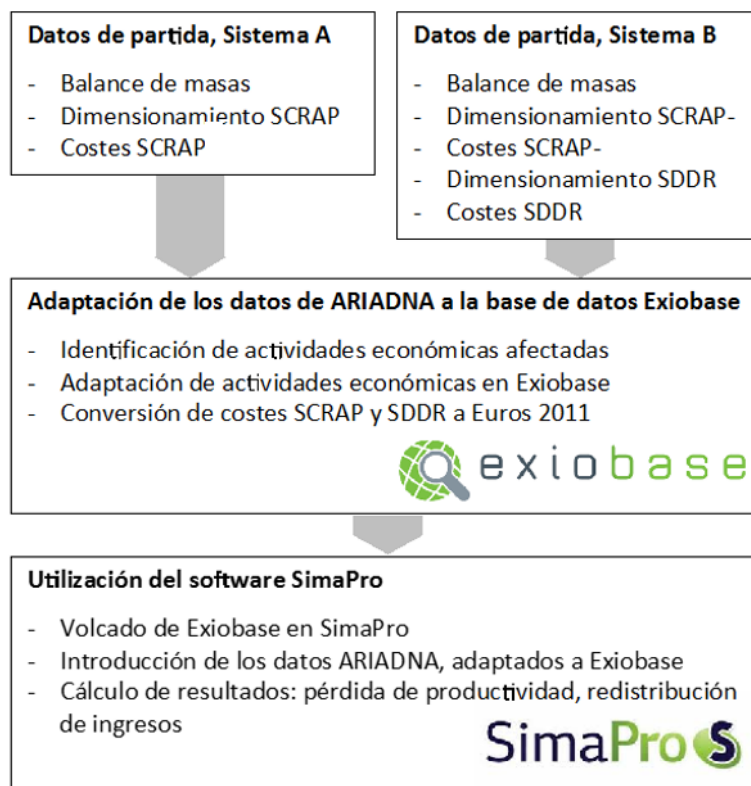 Datos de partida, Sistema A
- Balance de masas
- Dimensionamiento SCRAP
- Costes SCRAP
Datos de partida, Sistema B
- Balance de masas
- Dimensionamiento SCRAP-
- Costes SCRAP-
- Dimensionamiento SDDR
- Costes SDDR
Adaptación de los datos de ARIADNA a la base de datos Exiobase
- Identificación de actividades económicas afectadas
- Adaptación de actividades económicas en Exiobase
- Conversión de costes SCRAP y SDDR a Euros 2011
exiobase
Utilización del software SimaPro
- Volcado de Exiobase en SimaPro
- Introducción de los datos ARIADNA, adaptados a Exiobase
- Cálculo de resultados: pérdida de productividad, redistribución
de ingresos
SimaPro S